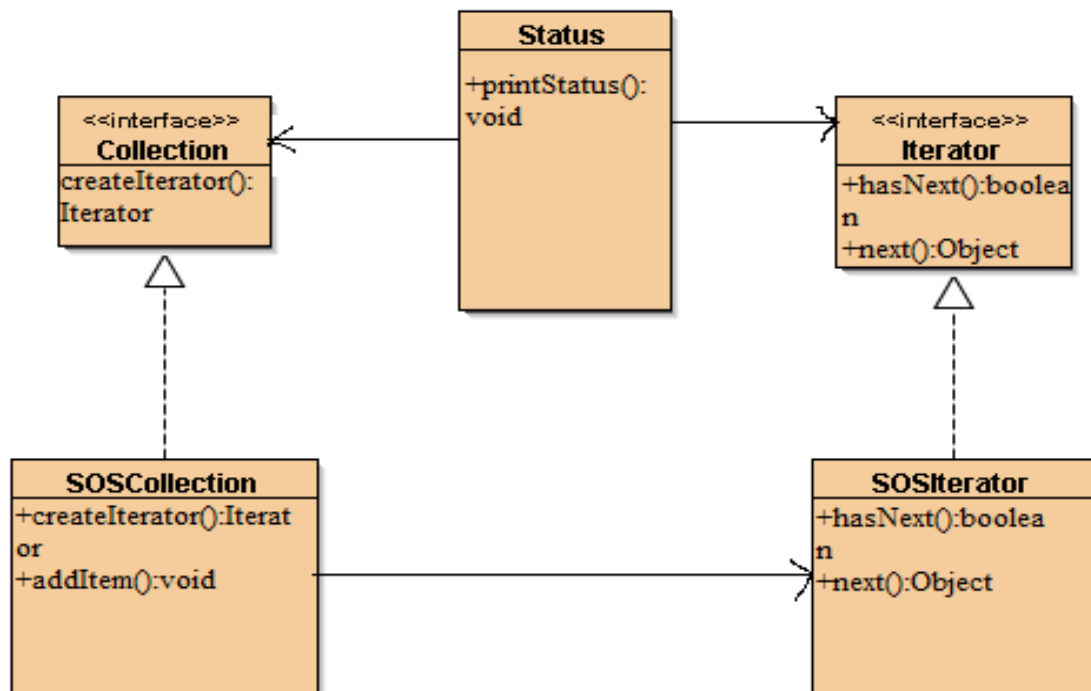 Status
+printStatus():
void
<<interface>>
Collection
createIterator():
Iterator
<<interface>>
Iterator
+hasNext():boolea
n
+next():Object
SOSCollection
+createIterator():Iterat
or
+addItem():void
SOSIterator
+hasNext():boolea
n
+next():Object